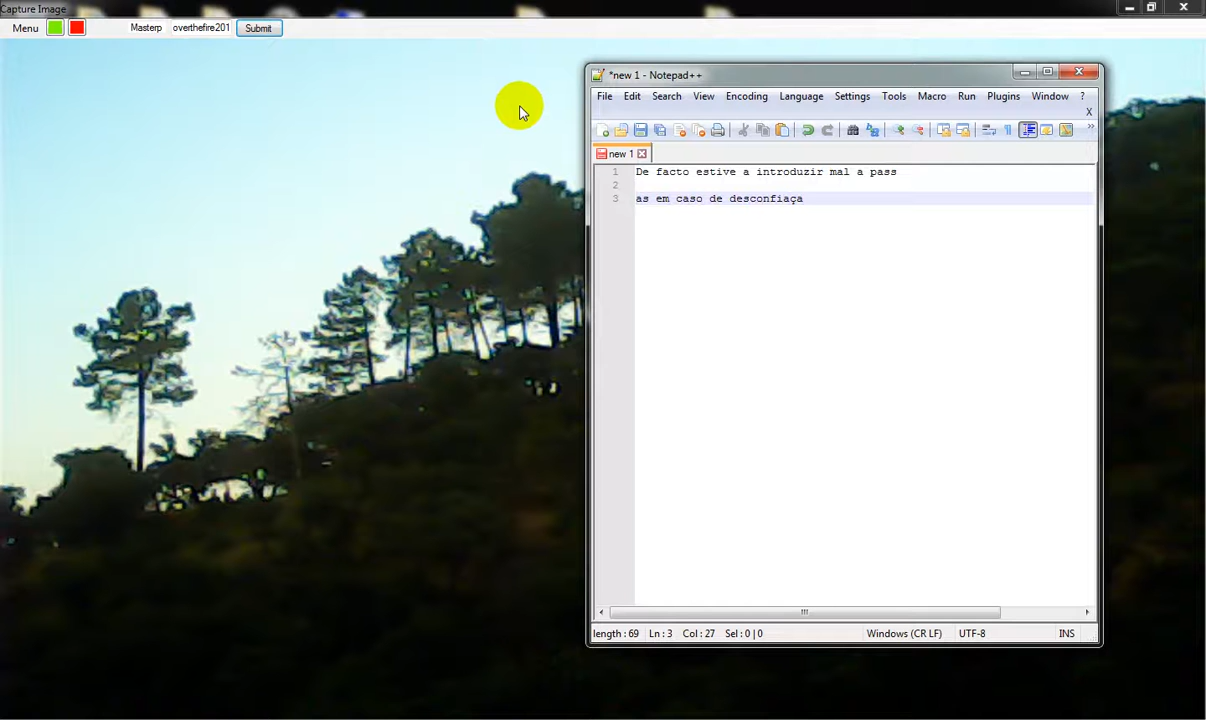 Capture Image
Menu
Masterp
overthefire201
Submit
*new 1 - Notepad++
File Edit Search View Encoding Language Settings Tools Macro Run Plugins Window ?
X
new 1
1 De facto estive a introduzir mal a pass
2
3 as em caso de desconfiaça
length : 69 Ln : 3 Col : 27 Sel : 0 | 0 Windows (CR LF) UTF-8 INS